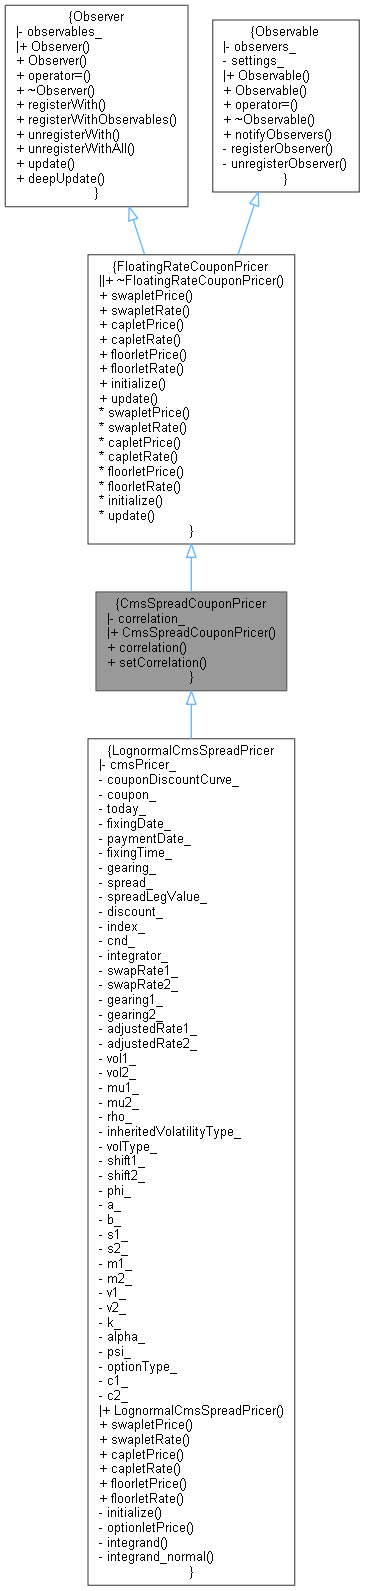 {Observer
|- observables_
|+ Observer()
+ Observer()
+ operator=()
+ ~Observer()
+ registerWith()
+ registerWithObservables()
+ unregisterWith()
+ unregisterWithAll()
+ update()
+ deepUpdate()
}
{Observable
|- observers_
- settings_
|+ Observable()
+ Observable()
+ operator=()
+ ~Observable()
+ notifyObservers()
- registerObserver()
- unregisterObserver()
}
{FloatingRateCouponPricer
||+ ~FloatingRateCouponPricer()
+ swapletPrice()
+ swapletRate()
+ capletPrice()
+ capletRate()
+ floorletPrice()
+ floorletRate()
+ initialize()
+ update()
* swapletPrice()
* swapletRate()
* capletPrice()
* capletRate()
* floorletPrice()
* floorletRate()
* initialize()
* update()
}
{CmsSpreadCouponPricer
|- correlation_
|+ CmsSpreadCouponPricer()
+ correlation()
+ setCorrelation()
}
{LognormalCmsSpreadPricer
|- cmsPricer_
- couponDiscountCurve_
- coupon_
- today_
- fixingDate_
- paymentDate_
- fixingTime_
- gearing_
- spread_
- spreadLegValue_
- discount_
- index_
- cnd_
- integrator_
- swapRate1_
- swapRate2_
- gearing1_
- gearing2_
- adjustedRate1_
- adjustedRate2_
- vol1_
- vol2_
- mu1_
- mu2_
- rho_
- inheritedVolatilityType_
- volType_
- shift1_
- shift2_
- phi_
- a_
- b_
- s1_
- s2_
- m1_
- m2_
- v1_
- v2_
- k_
- alpha_
- psi_
- optionType_
- c1_
- c2_
|+ LognormalCmsSpreadPricer()
+ swapletPrice()
+ swapletRate()
+ capletPrice()
+ capletRate()
+ floorletPrice()
+ floorletRate()
- initialize()
- optionletPrice()
- integrand()
- integrand_normal()
}